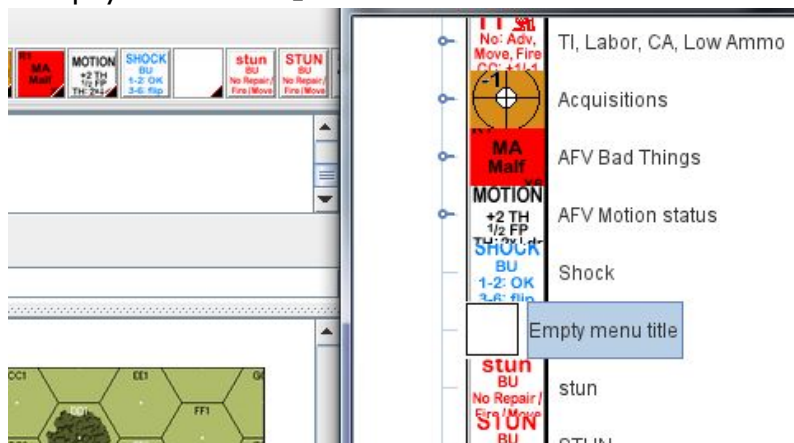 MA
Malf
MOTION
+2 TH
1/2 FP
SHOCK
BU
1-2: OK
3-6: flip
stun
BU
No Repair/
Fire/Move
STUN
BU
No Repair/
Fire/Move
EE1
FF1
No: Adv,
Move, Fire
TI, Labor, CA, Low Ammo
-1
Acquisitions
MA
Malf
AFV Bad Things
MOTION
+2 TH
1/2 FP
AFV Motion status
SHOCK
BU
1-2: OK
3-6: flip
Shock
Empty menu title
stun
BU
No Repair/
Fire/Move
stun
STUN
BU
STUN